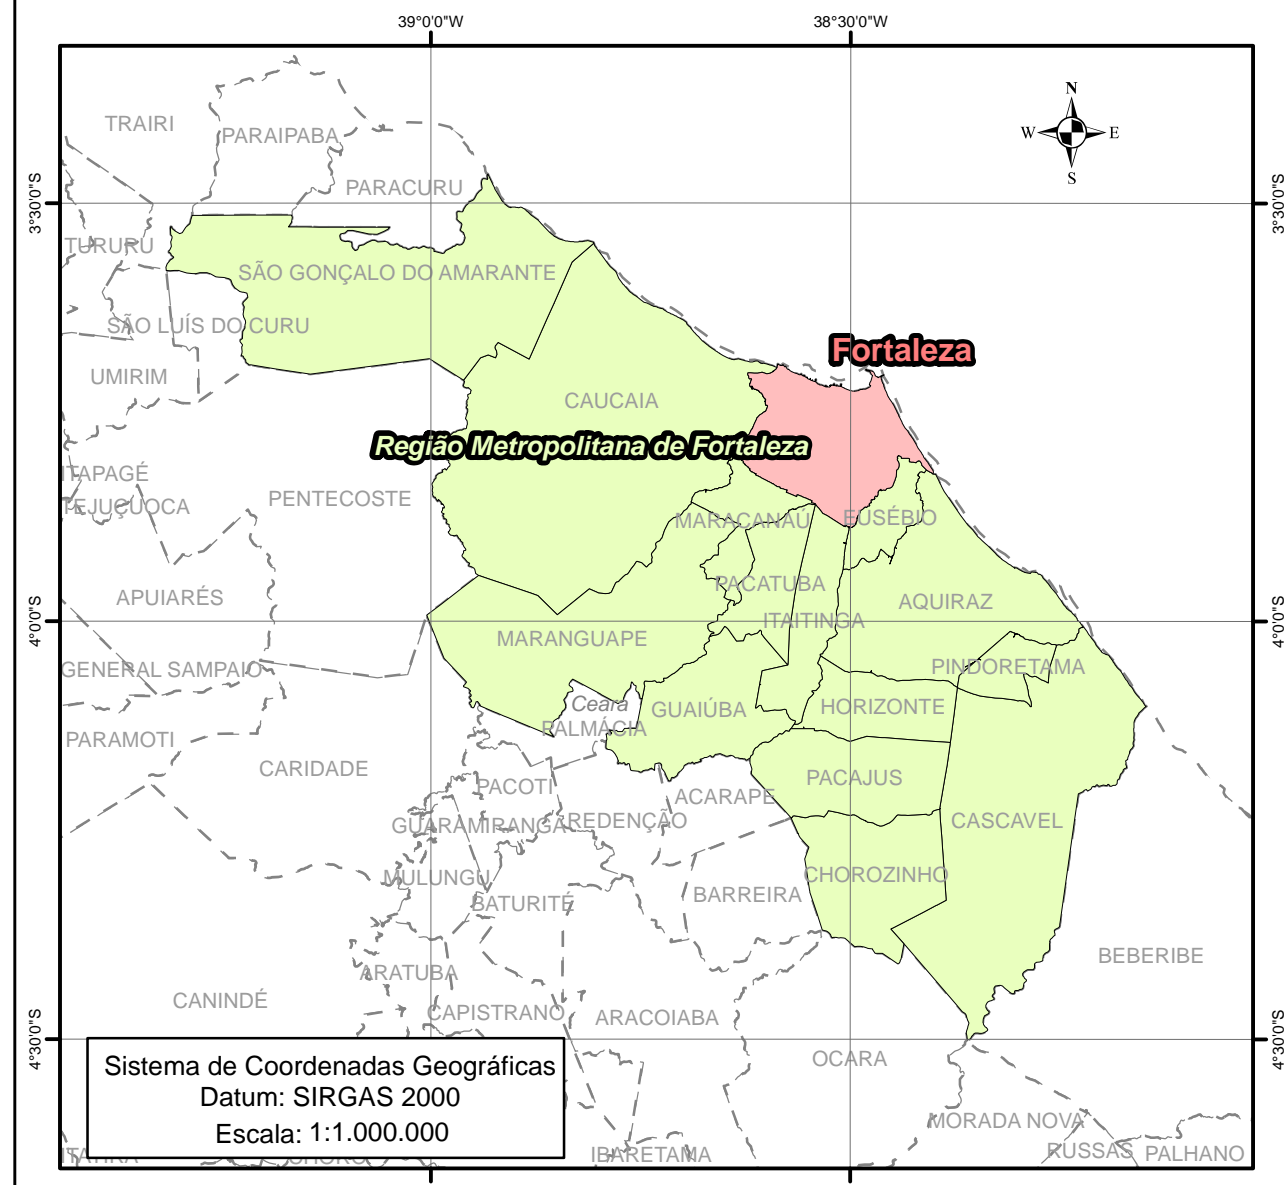 39°0'0"W
38°30'0"W
N
W
E
S
3°30'0"S
3°30'0"S
TRAIRI
PARAIPABA
PARACURU
TURURU
SÃO GONÇALO DO AMARANTE
SÃO LUÍS DO CURU
UMIRIM
Fortaleza
CAUCAIA
Região Metropolitana de Fortaleza
ITAPAGÉ
TEJUÇUOCA
PENTECOSTE
MARACANAÚ
EUSÉBIO
APUIARÉS
PACATUBA
AQUIRAZ
ITAITINGA
4°0'0"S
4°0'0"S
MARANGUAPE
GENERAL SAMPAIO
PINDORETAMA
Ceará
GUAIÚBA
HORIZONTE
PALMÁCIA
PARAMOTI
CARIDADE
PACOTI
PACAJUS
ACARAPE
GUARAMIRANGA
REDENÇÃO
CASCAVEL
MULUNGU
CHOROZINHO
BATURITÉ
BARREIRA
BEBERIBE
ARATUBA
CANINDÉ
CAPISTRANO
ARACOIABA
OCARA
4°30'0"S
4°30'0"S
Sistema de Coordenadas Geográficas
Datum: SIRGAS 2000
Escala: 1:1.000.000
MORADA NOVA
RUSSAS
PALHANO
IBARETAMA